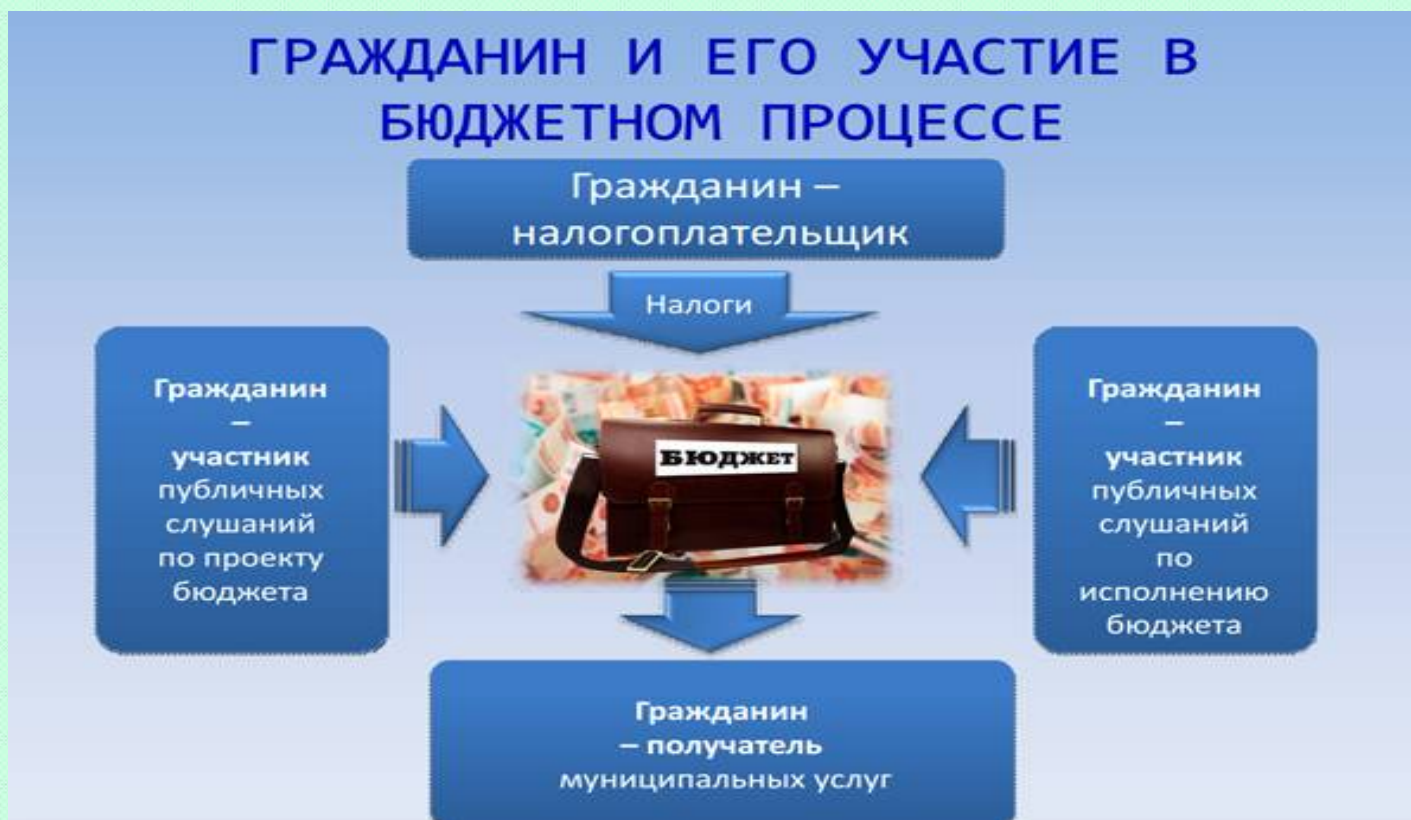 ГРАЖДАНИН И ЕГО УЧАСТИЕ В
БЮДЖЕТНОМ ПРОЦЕССЕ
Гражданин –
налогоплательщик
Налоги
Гражданин
–
участник
публичных
слушаний
по проекту
бюджета
БЮДЖЕТ
Гражданин
–
участник
публичных
слушаний
по
исполнению
бюджета
Гражданин
– получатель
муниципальных услуг